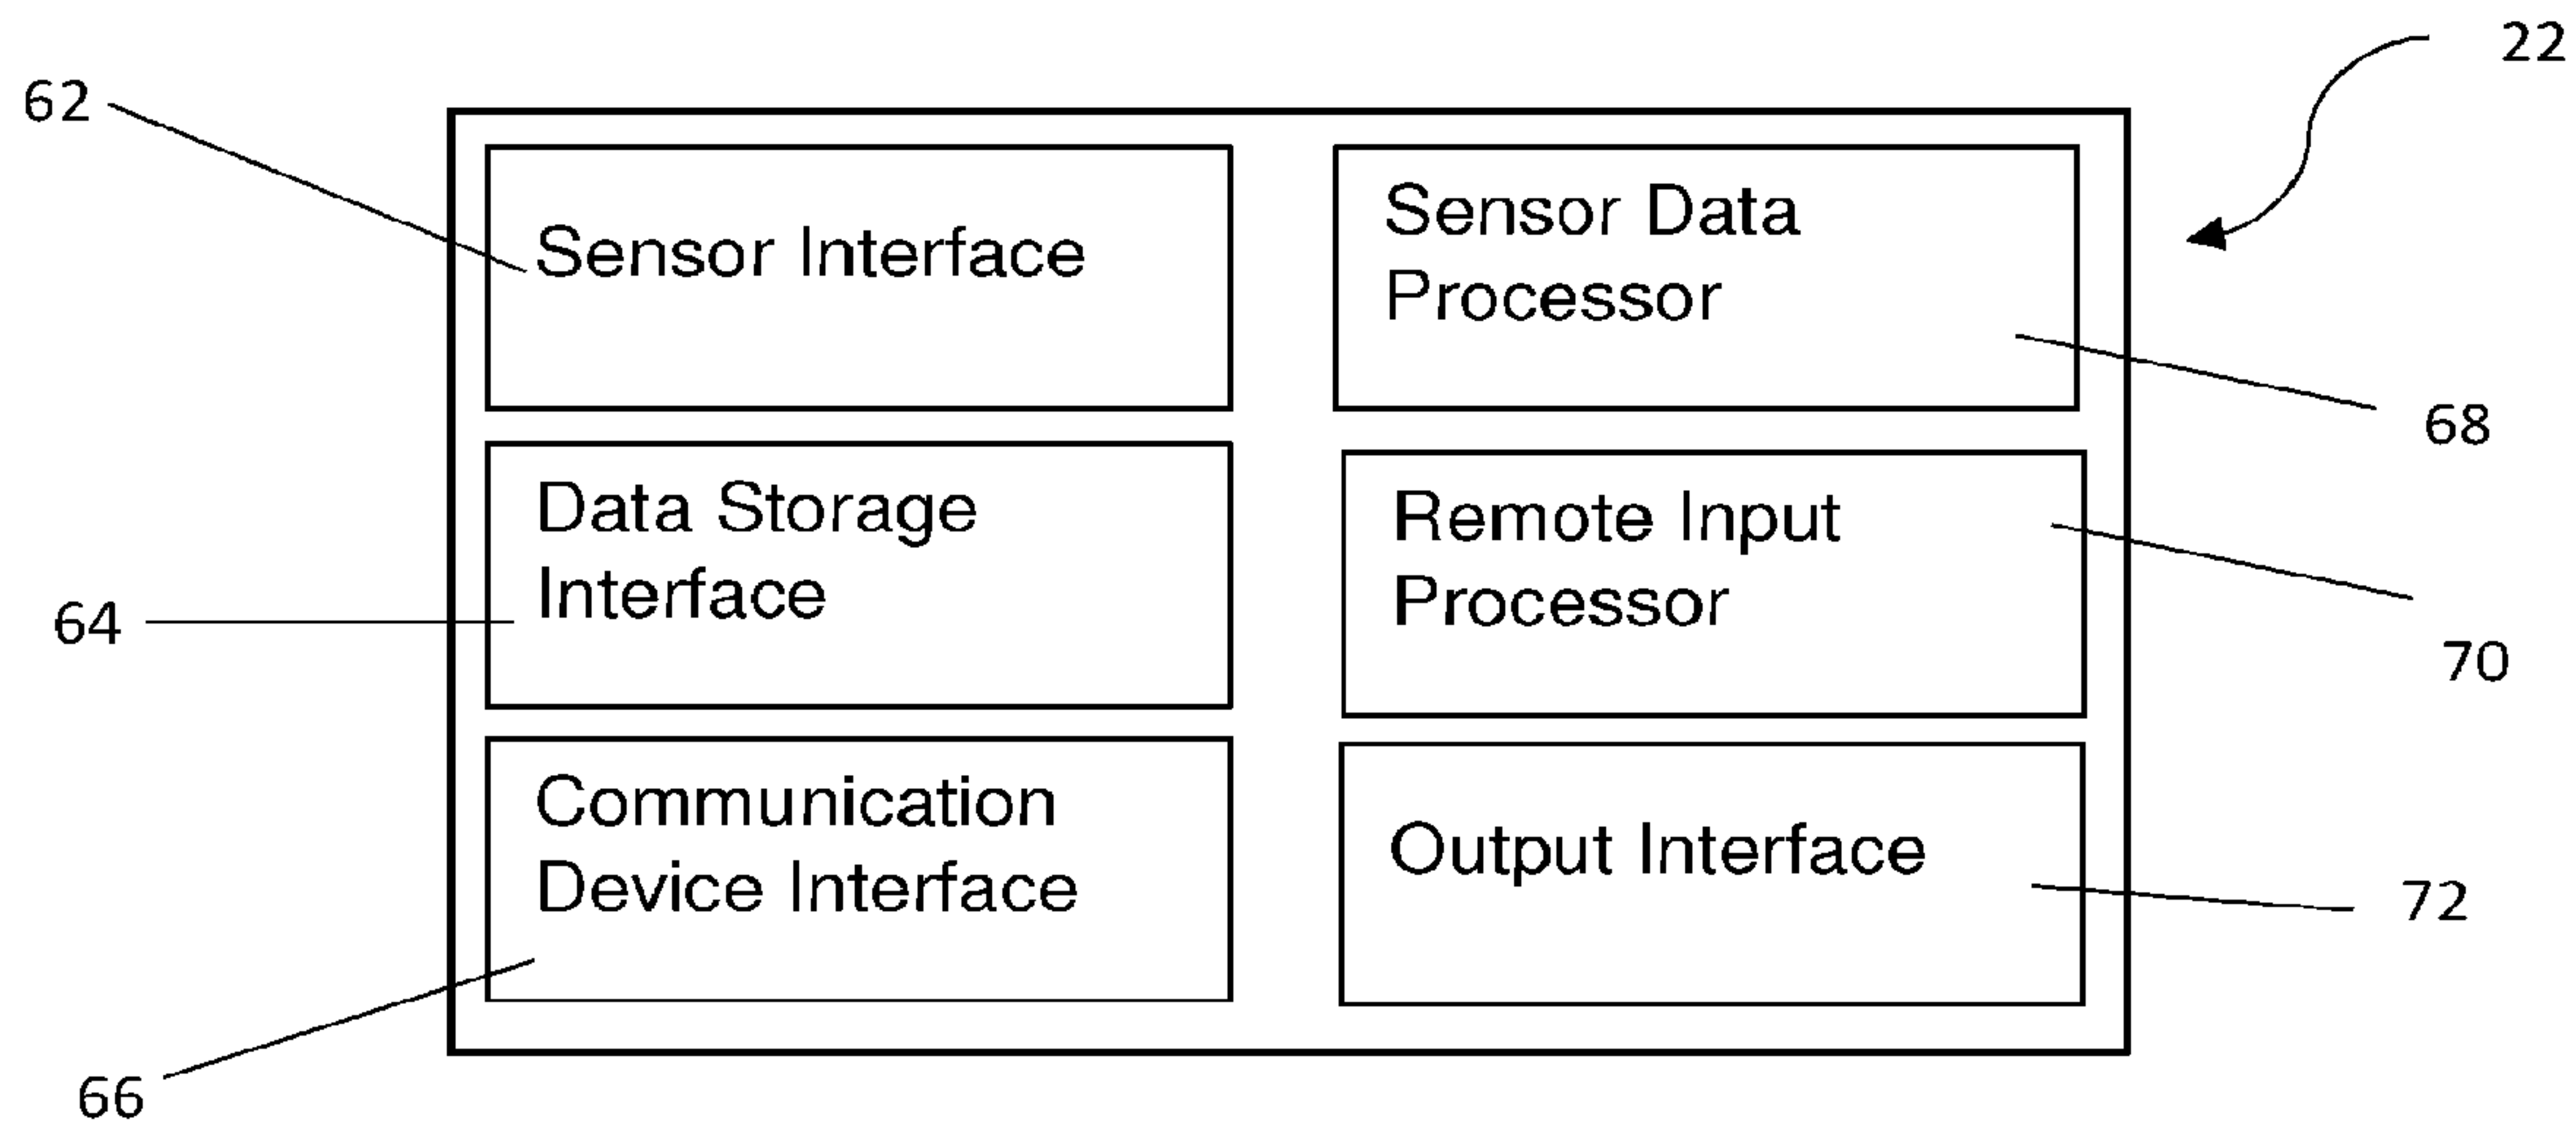 22
62
Sensor Interface
Sensor Data
Processor
68
Data Storage
Interface
64
Remote Input
Processor
70
Communication
Device Interface
66
Output Interface
72